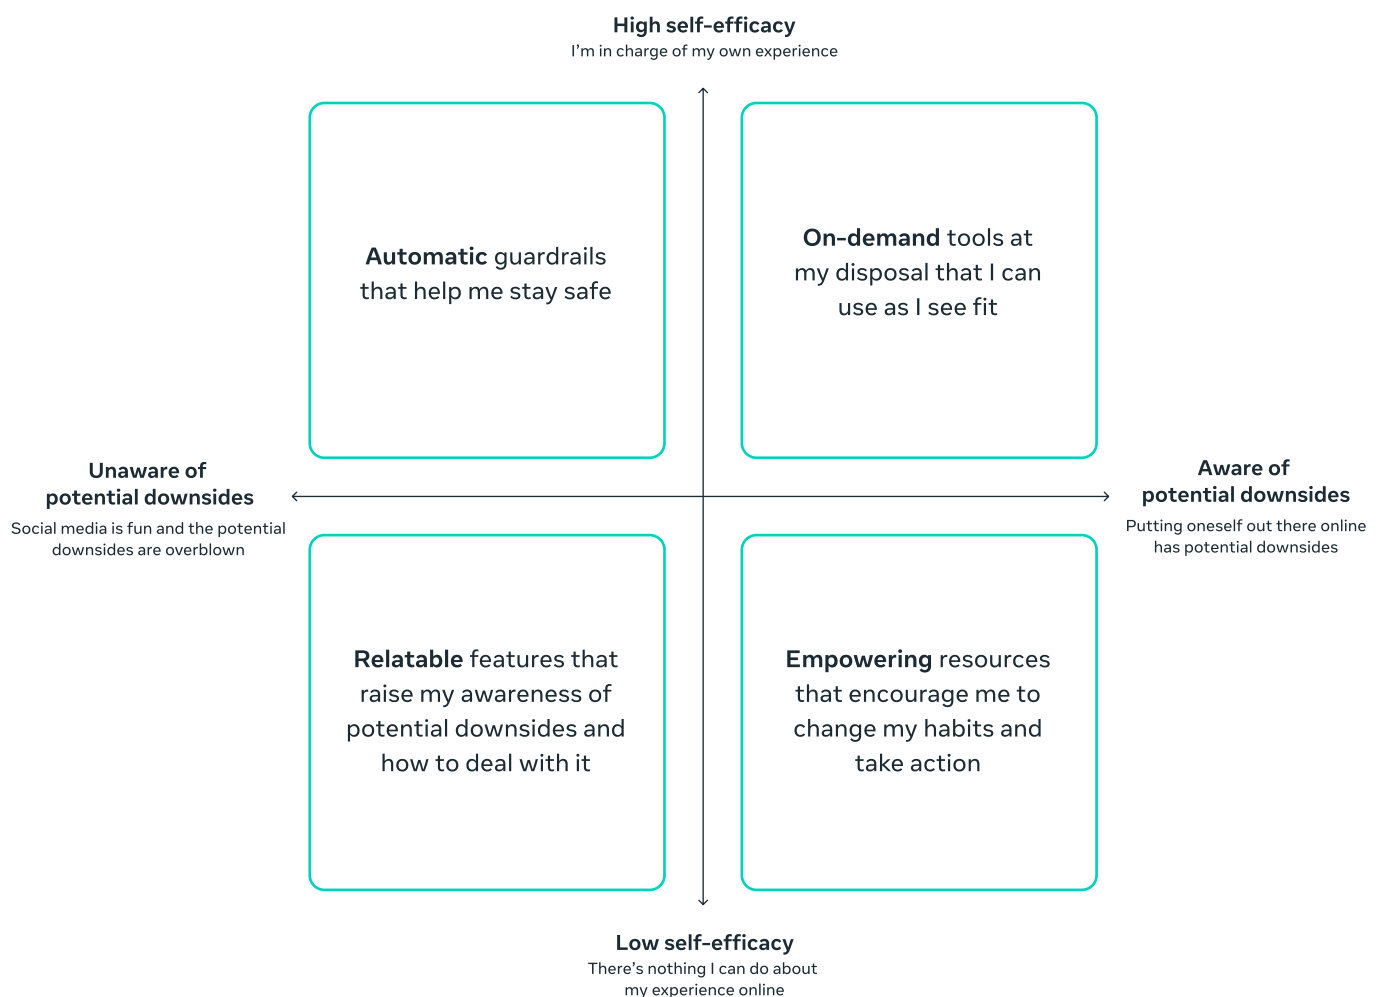 High self-efficacy
I'm in charge of my own experience
Automatic guardrails
that help me stay safe
On-demand tools at
my disposal that I can
use as I see fit
Unaware of
potential downsides
Social media is fun and the potential
downsides are overblown
Aware of
potential downsides
Putting oneself out there online
has potential downsides
Relatable features that
raise my awareness of
potential downsides and
how to deal with it
Empowering resources
that encourage me to
change my habits and
take action
Low self-efficacy
There's nothing I can do about
my experience online